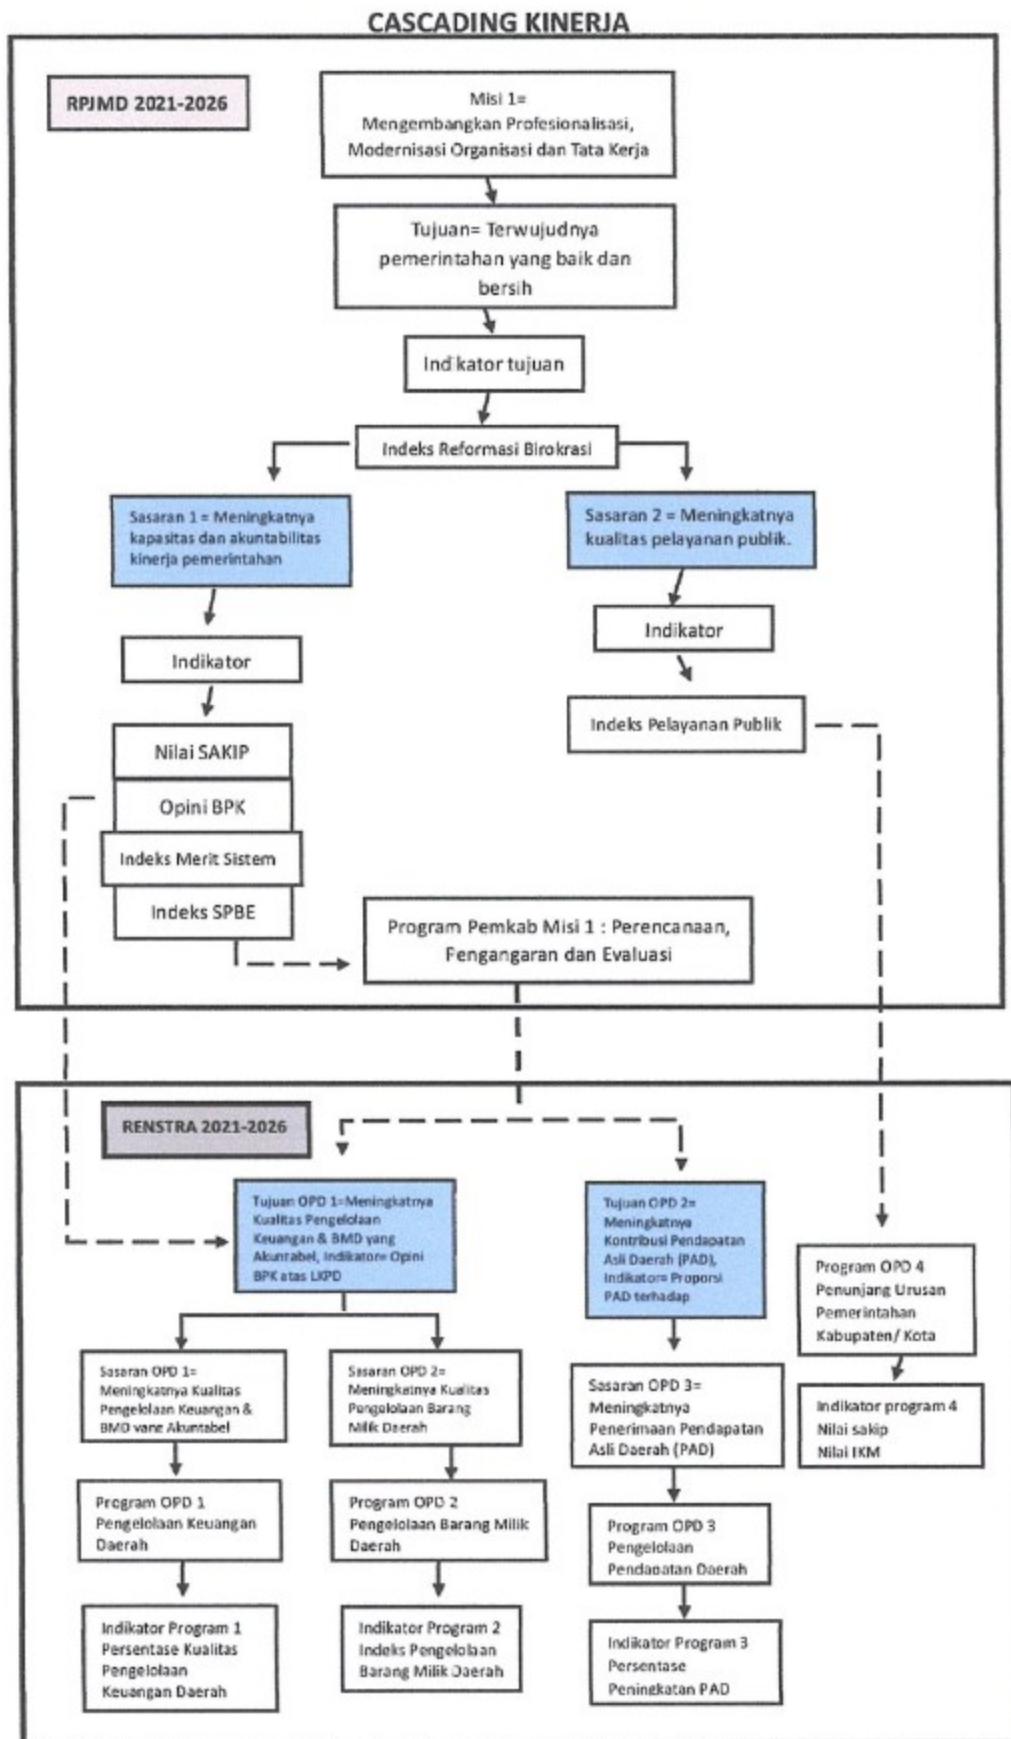 CASCADING KINERJA
RPJMD 2021-2026
Misi 1=
Mengembangkan Profesionalisasi,
Modernisasi Organisasi dan Tata Kerja
Tujuan= Terwujudnya
pemerintahan yang baik dan
bersih
Indikator tujuan
Indeks Reformasi Birokrasi
Sasaran 1 = Meningkatnya
kapasitas dan akuntabilitas
kinerja pemerintahan
Sasaran 2 = Meningkatnya
kualitas pelayanan publik.
Indikator
Indikator
Nilai SAKIP
Opini BPK
Indeks Merit Sistem
Indeks SPBE
Indeks Pelayanan Publik
Program Pemkab Misi 1 : Perencanaan,
Fengangaran dan Evaluasi
RENSTRA 2021-2026
Tujuan OPD 1=Meningkatnya
Kualitas Pengelolaan
Keuangan & BMD yang
Akuntabel, Indikator= Opini
BPK atas LKPD
Tujuan OPD 2=
Meningkatnya
Kontribusi Pendapatan
Asli Daerah (PAD),
Indikator= Proporsi
PAD terhadap
Program OPD 4
Penunjang Urusan
Pemerintahan
Kabupaten/ Kota
Sasaran OPD 1=
Meningkatnya Kualitas
Pengelolaan Keuangan &
BMD yang Akuntabel
Sasaran OPD 2=
Meningkatnya Kualitas
Pengelolaan Barang
Milik Daerah
Sasaran OPD 3=
Meningkatnya
Penerimaan Pendapatan
Asli Daerah (PAD)
Indikator program 4
Nilai sakip
Nilai IKM
Program OPD 1
Pengelolaan Keuangan
Daerah
Program OPD 2
Pengelolaan Barang Milik
Daerah
Program OPD 3
Pengelolaan
Pendapatan Daerah
Indikator Program 1
Persentase Kualitas
Pengelolaan
Keuangan Daerah
Indikator Program 2
Indeks Pengelolaan
Barang Milik Daerah
Indikator Program 3
Persentase
Peningkatan PAD